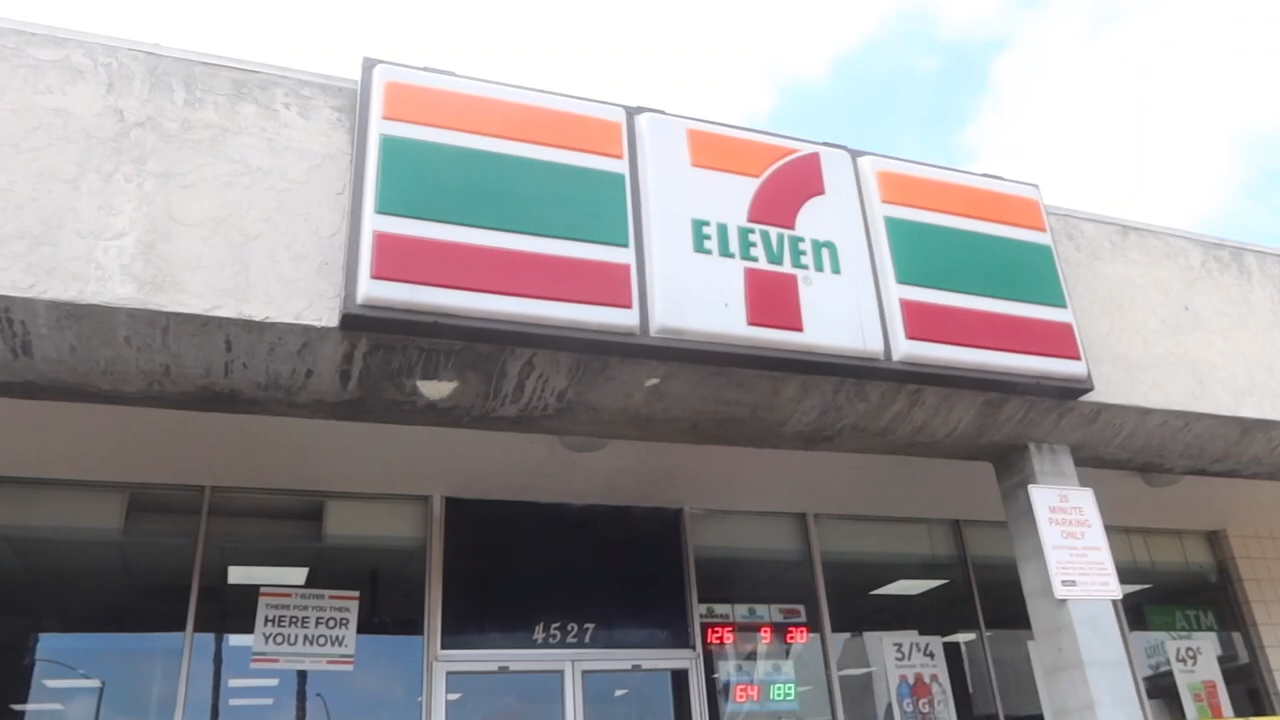 7
ELEVEN
®
7-ELEVEN
THERE FOR YOU THEN.
HERE FOR
YOU NOW.
4527
126 9 20
64 189
3/$4
20
MINUTE
PARKING
ONLY
ATM
49¢